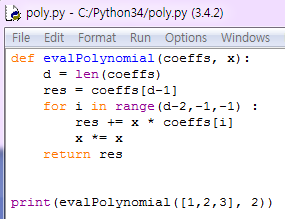 poly.py - C:/Python34/poly.py (3.4.2)
File Edit Format Run Options Windows
def evalPolynomial(coeffs, x):
    d = len(coeffs)
    res = coeffs[d-1]
    for i in range(d-2,-1,-1) :
        res += x * coeffs[i]
        x *= x
    return res
print(evalPolynomial([1,2,3], 2))